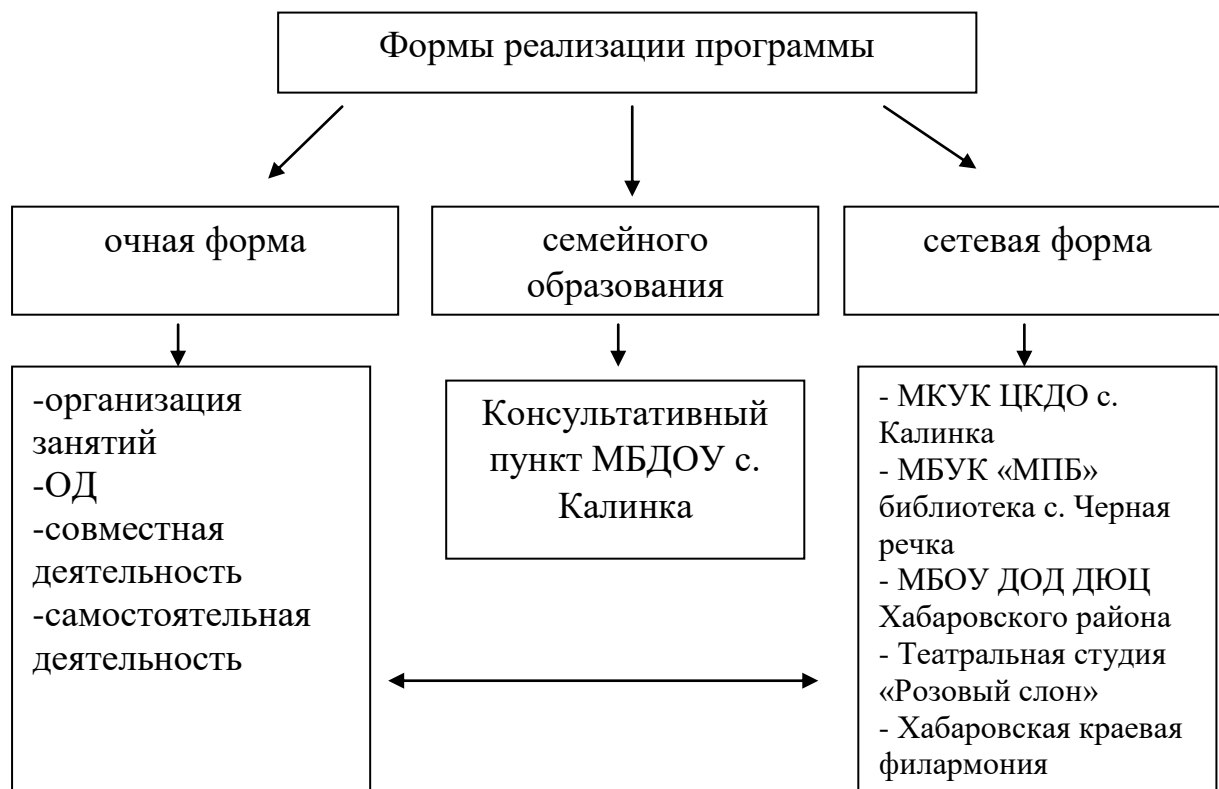 Формы реализации программы
очная форма
семейного
образования
сетевая форма
-организация
занятий
-ОД
-совместная
деятельность
-самостоятельная
деятельность
Консультативный
пункт МБДОУ с.
Калинка
- МКУК ЦКДО с.
Калинка
- МБУК «МПБ»
библиотека с. Черная
речка
- МБОУ ДОД ДЮЦ
Хабаровского района
- Театральная студия
«Розовый слон»
- Хабаровская краевая
филармония